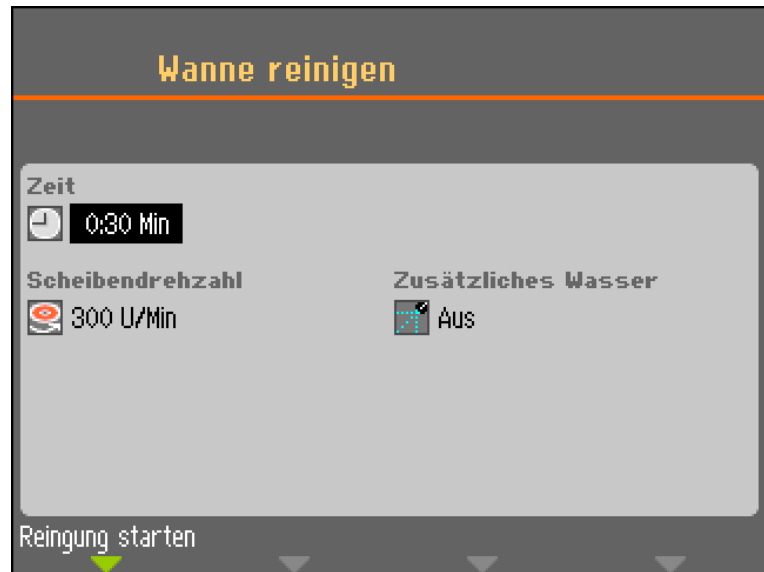 Wanne reinigen
Zeit
0:30 Min
Scheibendrehzahl
Zusätzliches Wasser
300 U/Min
Aus
Reingung starten